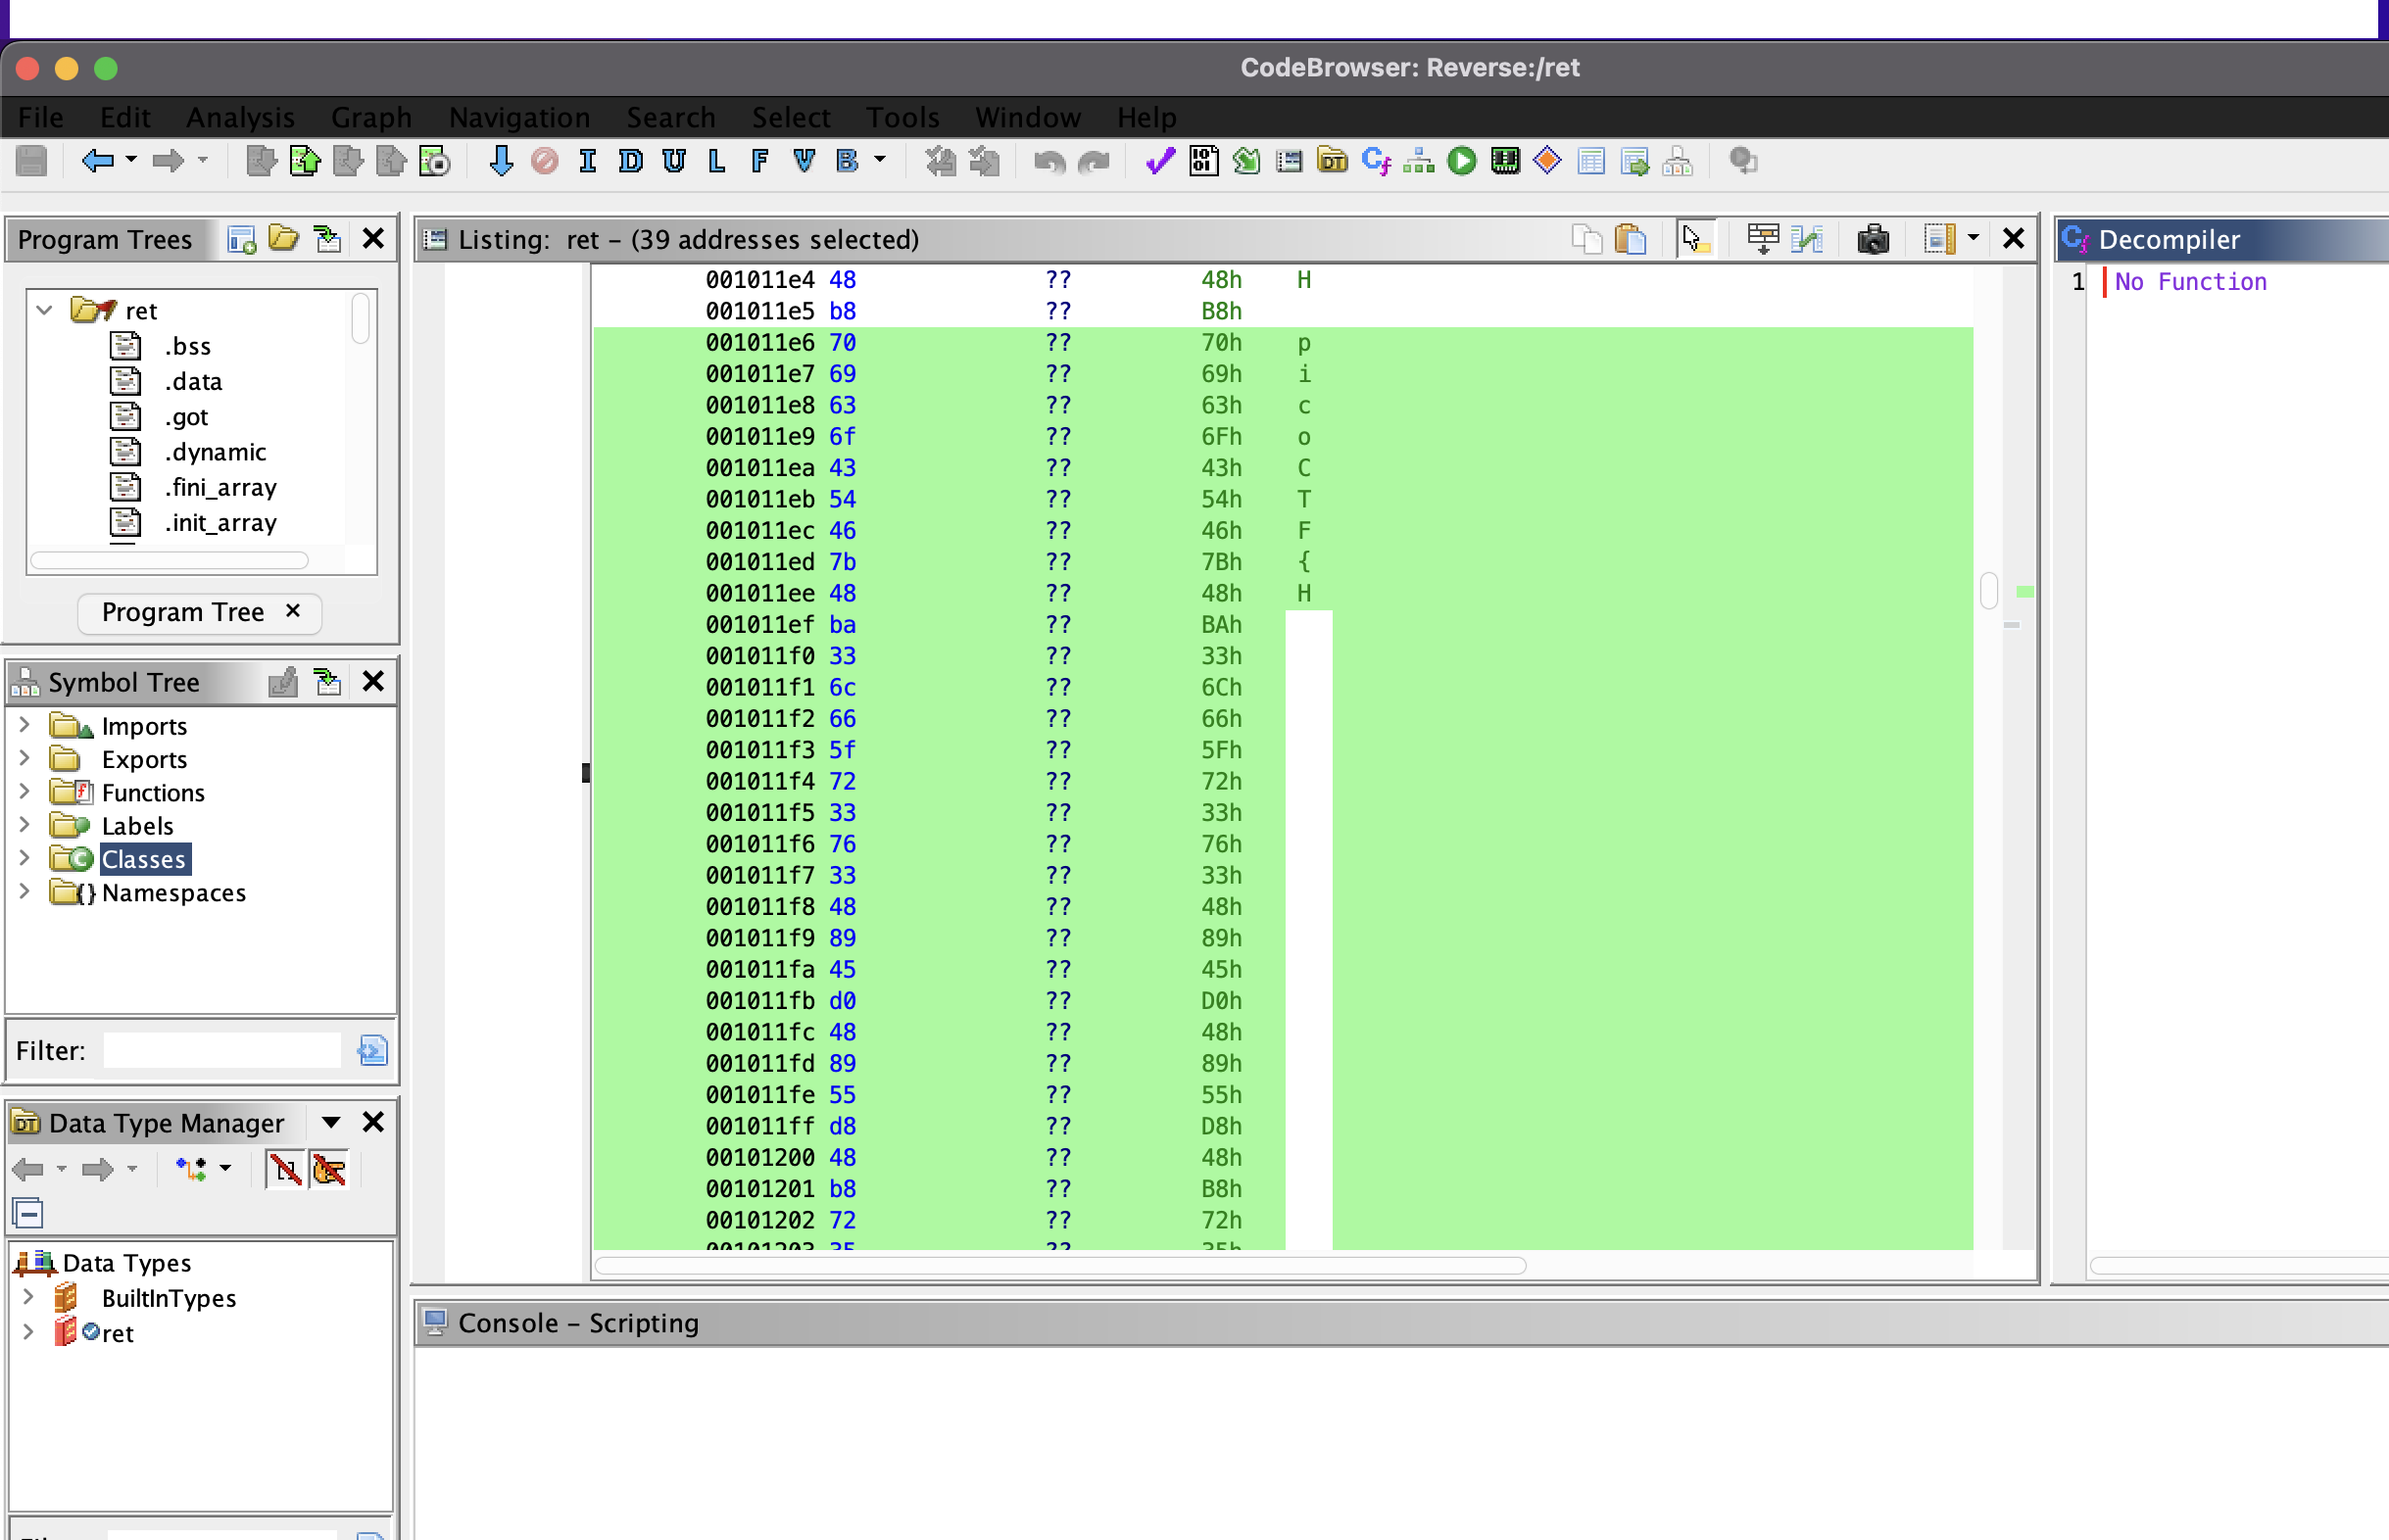 CodeBrowser: Reverse:/ret
File Edit Analysis Graph Navigation Search Select Tools Window Help
I D U L F V B
Program Trees
ret
.bss
.data
.got
.dynamic
.fini_array
.init_array
Program Tree
Symbol Tree
Imports
Exports
Functions
Labels
Classes
Namespaces
Filter:
Data Type Manager
Data Types
BuiltInTypes
ret
Listing: ret – (39 addresses selected)
001011e4 48 ?? 48h H
001011e5 b8 ?? B8h
001011e6 70 ?? 70h p
001011e7 69 ?? 69h i
001011e8 63 ?? 63h c
001011e9 6f ?? 6Fh o
001011ea 43 ?? 43h C
001011eb 54 ?? 54h T
001011ec 46 ?? 46h F
001011ed 7b ?? 7Bh {
001011ee 48 ?? 48h H
001011ef ba ?? BAh
001011f0 33 ?? 33h
001011f1 6c ?? 6Ch
001011f2 66 ?? 66h
001011f3 5f ?? 5Fh
001011f4 72 ?? 72h
001011f5 33 ?? 33h
001011f6 76 ?? 76h
001011f7 33 ?? 33h
001011f8 48 ?? 48h
001011f9 89 ?? 89h
001011fa 45 ?? 45h
001011fb d0 ?? D0h
001011fc 48 ?? 48h
001011fd 89 ?? 89h
001011fe 55 ?? 55h
001011ff d8 ?? D8h
00101200 48 ?? 48h
00101201 b8 ?? B8h
00101202 72 ?? 72h
00101203 35 ?? 35h
Decompiler
1 No Function
Console – Scripting